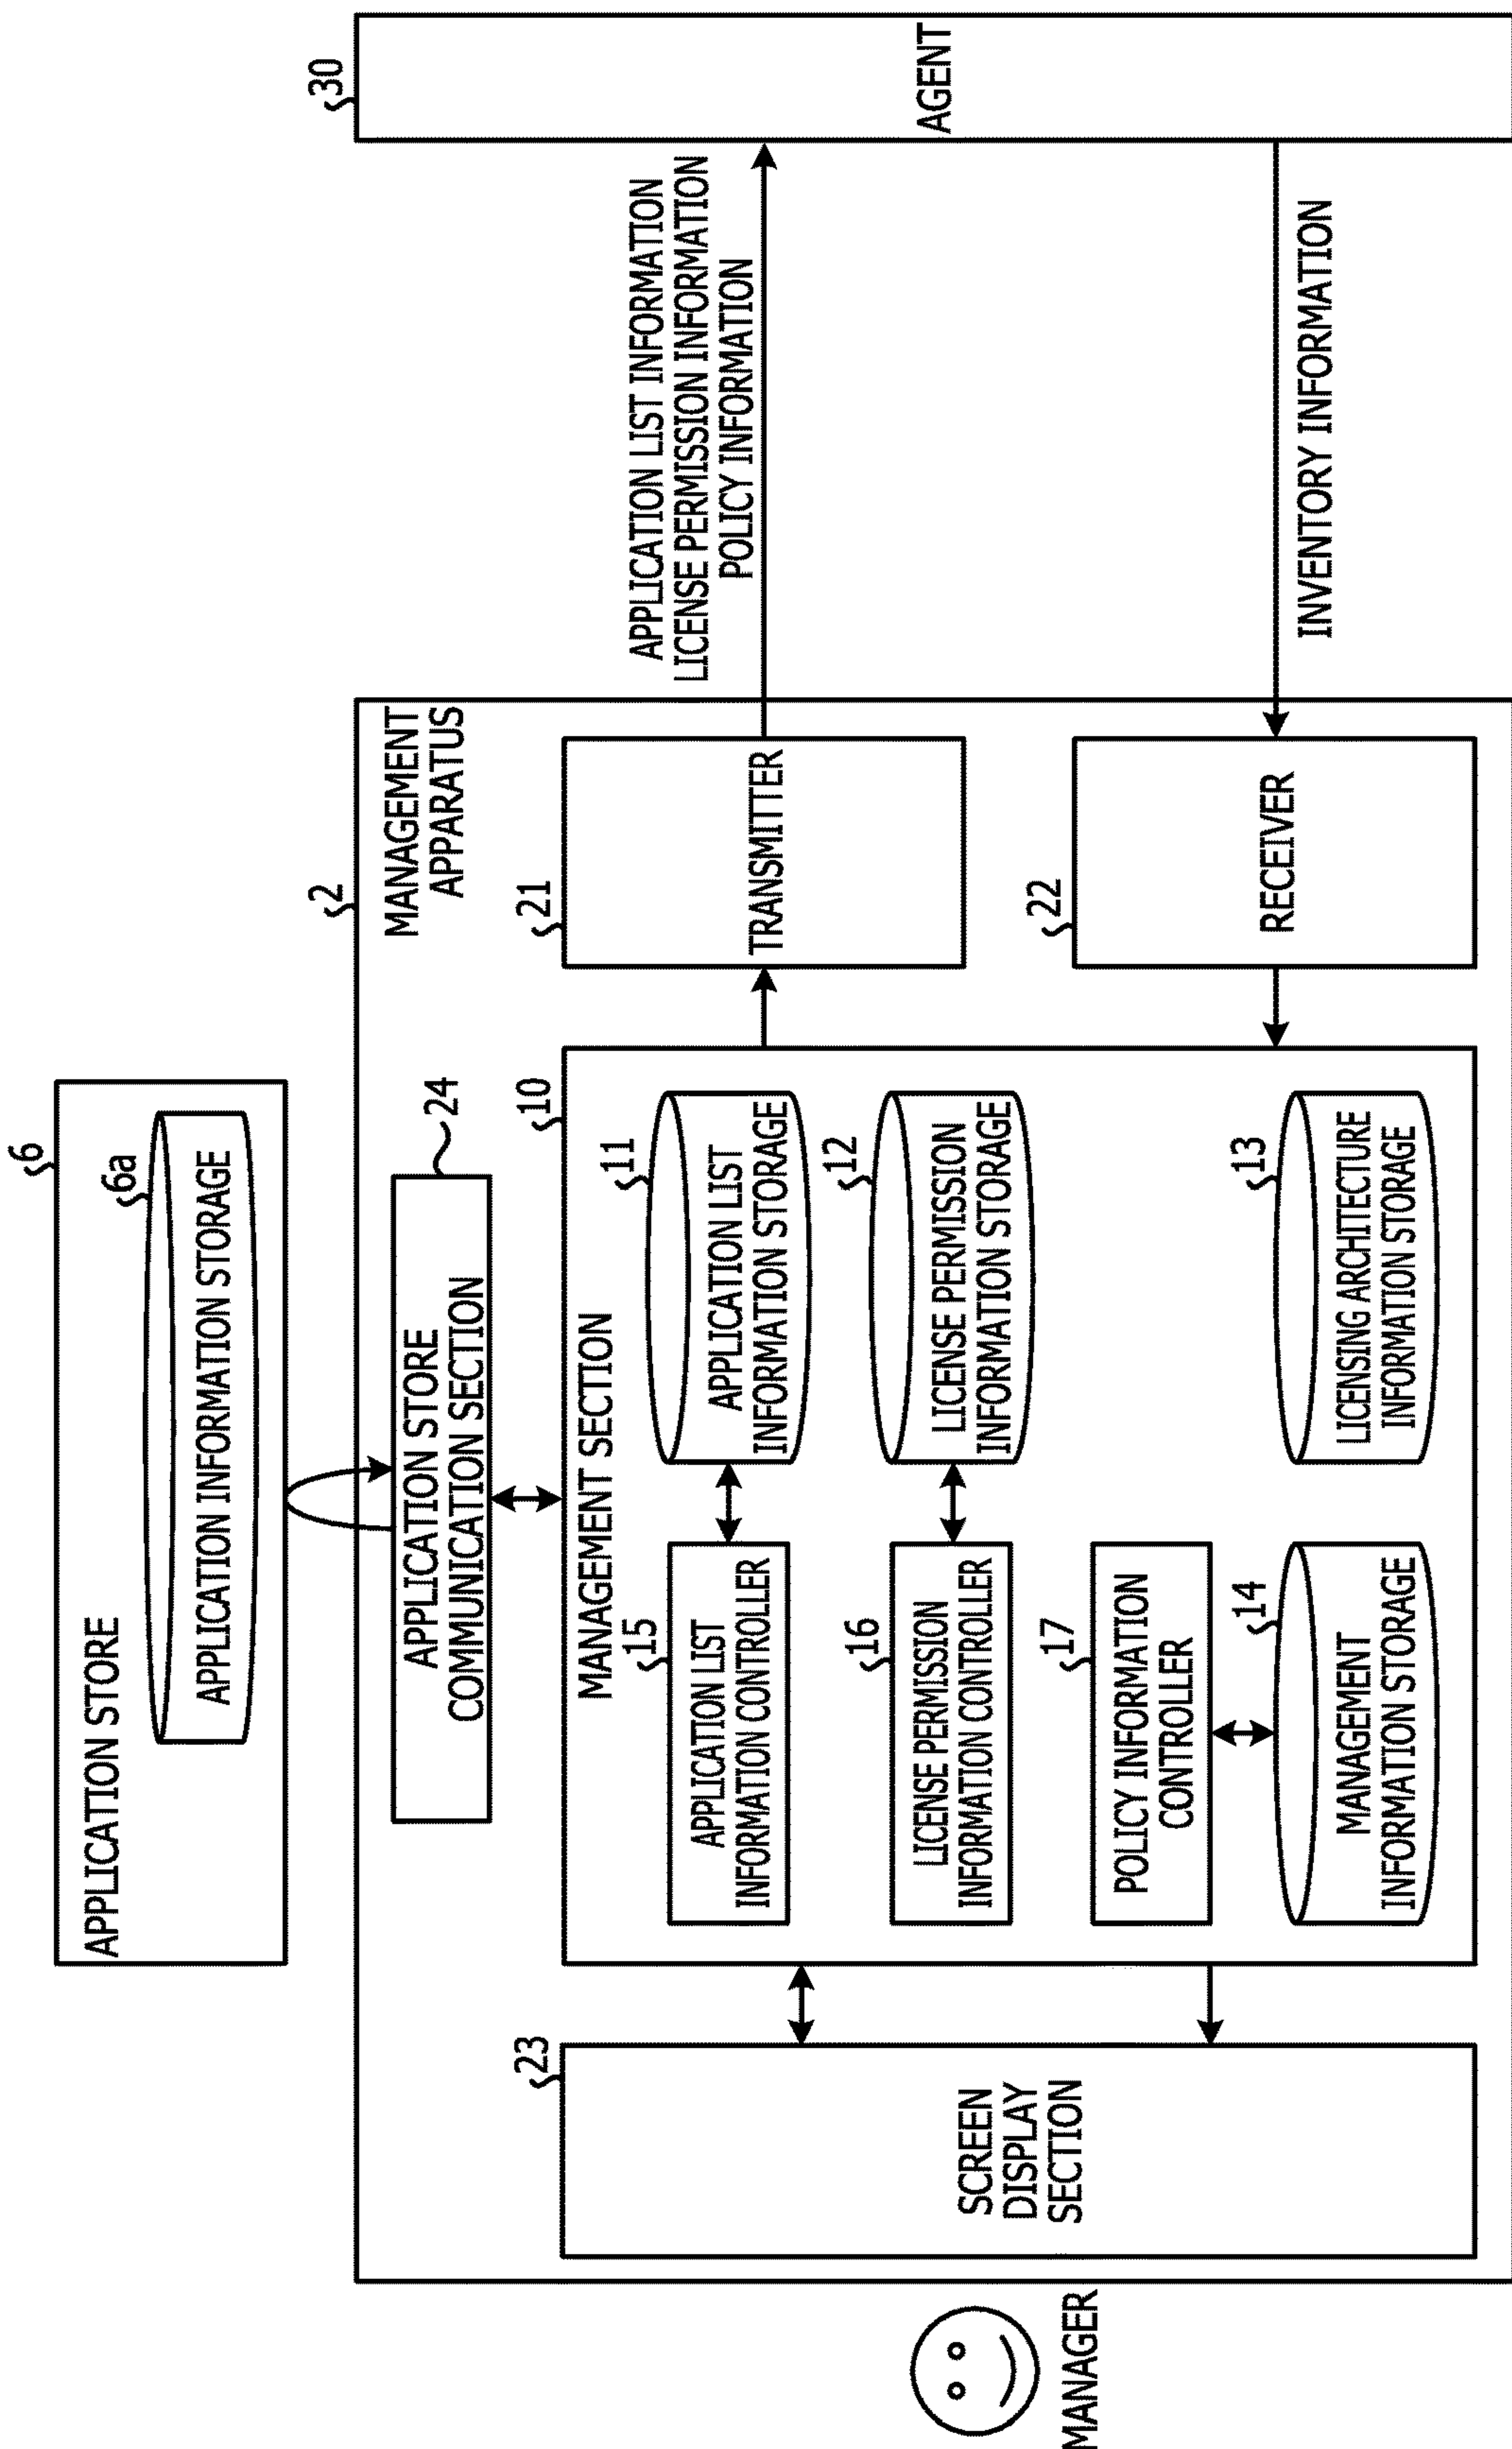 6
APPLICATION STORE
6a
APPLICATION INFORMATION STORAGE
2
MANAGEMENT
APPARATUS
24
APPLICATION STORE
COMMUNICATION SECTION
10
MANAGEMENT SECTION
15
APPLICATION LIST
INFORMATION CONTROLLER
11
APPLICATION LIST
INFORMATION STORAGE
16
LICENSE PERMISSION
INFORMATION CONTROLLER
12
LICENSE PERMISSION
INFORMATION STORAGE
17
POLICY INFORMATION
CONTROLLER
14
MANAGEMENT
INFORMATION STORAGE
13
LICENSING ARCHITECTURE
INFORMATION STORAGE
23
SCREEN
DISPLAY
SECTION
MANAGER
21
TRANSMITTER
22
RECEIVER
APPLICATION LIST INFORMATION
LICENSE PERMISSION INFORMATION
POLICY INFORMATION
INVENTORY INFORMATION
30
AGENT